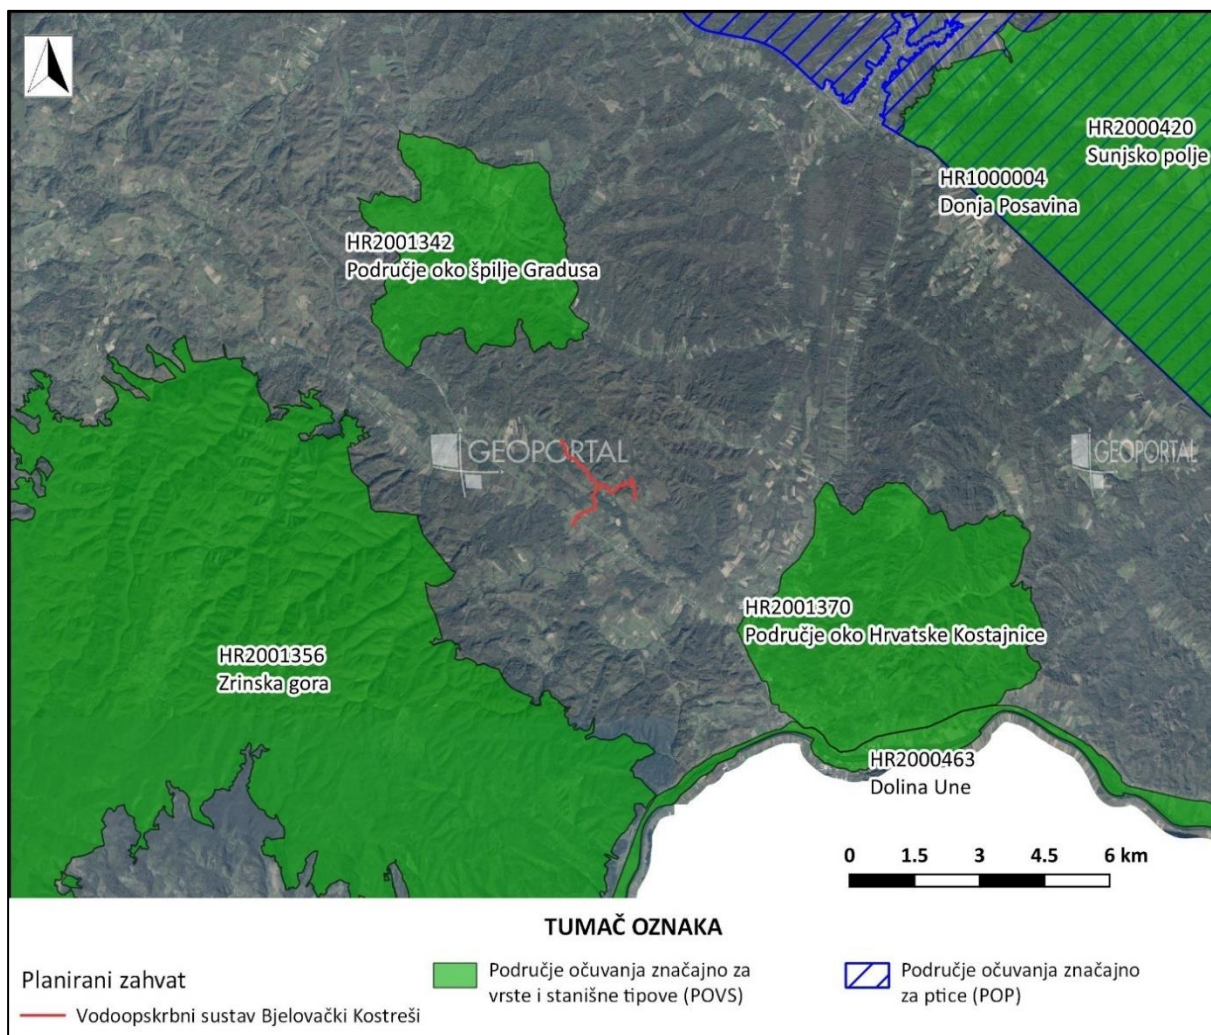 HR2000420
Sunjsko polje
HR1000004
Donja Posavina
HR2001342
Područje oko špilje Gradusa
GEOPORTAL
GEOPORTAL
HR2001370
Područje oko Hrvatske Kostajnice
HR2001356
Zrinska gora
HR2000463
Dolina Une
0 1.5 3 4.5 6 km
TUMAČ OZNAKA
Planirani zahvat
Vodoopskrbni sustav Bjelovački Kostreši
Područje očuvanja značajno za
vrste i stanišne tipove (POVS)
Područje očuvanja značajno
za ptice (POP)